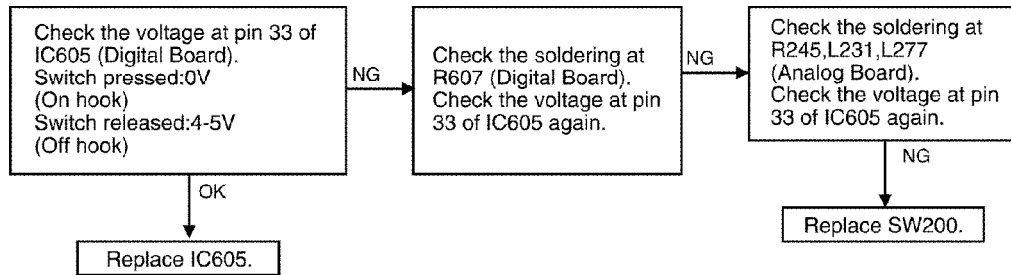 Check the voltage at pin 33 of
IC605 (Digital Board).
Switch pressed:0V
(On hook)
Switch released:4-5V
(Off hook)
NG
Check the soldering at
R607 (Digital Board).
Check the voltage at pin
33 of IC605 again.
NG
Check the soldering at
R245,L231,L277
(Analog Board).
Check the voltage at pin
33 of IC605 again.
OK
NG
Replace IC605.
Replace SW200.